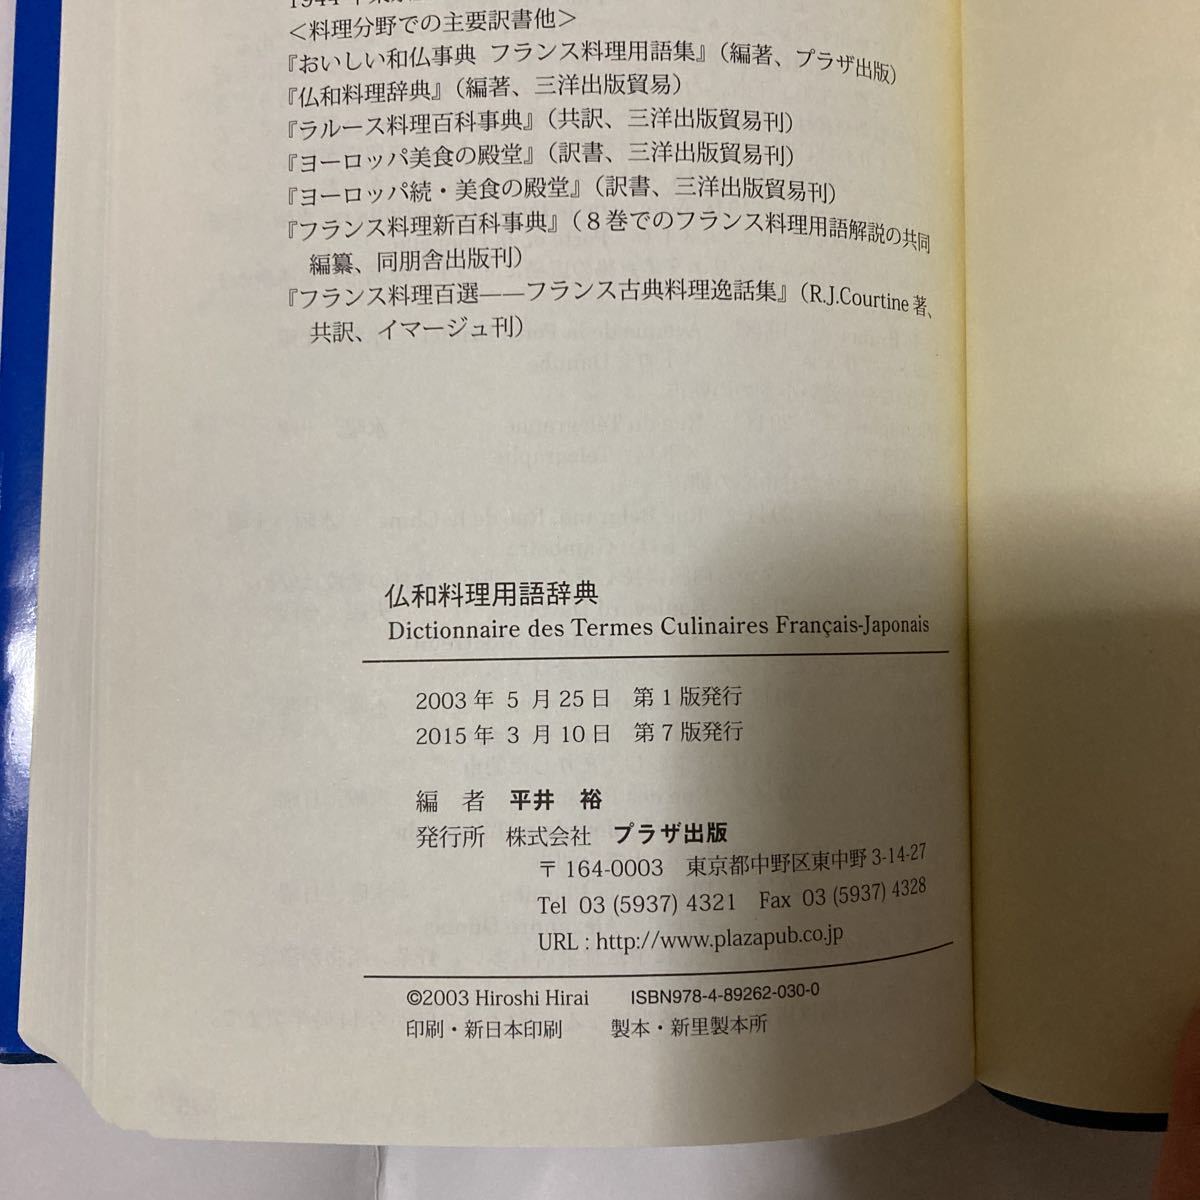 1944年東京
＜料理分野での主要訳書他＞
『おいしい和仏事典 フランス料理用語集』（編著、プラザ出版）
『仏和料理辞典』（編著、三洋出版貿易）
『ラルース料理百科事典』（共訳、三洋出版貿易刊）
『ヨーロッパ美食の殿堂』（訳書、三洋出版貿易刊）
『ヨーロッパ続・美食の殿堂』（訳書、三洋出版貿易刊）
『フランス料理新百科事典』（８巻でのフランス料理用語解説の共同
編纂、同朋舎出版刊）
『フランス料理百選——フランス古典料理逸話集』（R.J.Courtine著、
共訳、イマージュ刊）
仏和料理用語辞典
Dictionnaire des Termes Culinaires Français-Japonais
2003年 5 月25日　第1版発行
2015年 3 月10日　第7版発行
編　者　平井　裕
発行所　株式会社　プラザ出版
〒164-0003　東京都中野区東中野3-14-27
Tel 03 (5937) 4321　Fax 03 (5937) 4328
URL : http://www.plazapub.co.jp
©2003 Hiroshi Hirai　ISBN978-4-89262-030-0
印刷・新日本印刷　製本・新里製本所